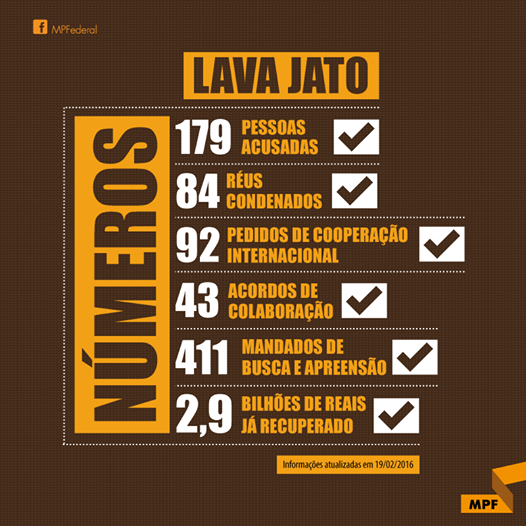 MPFederal
LAVA JATO
NÚMEROS
179 PESSOAS
ACUSADAS
84 RÉUS
CONDENADOS
92 PEDIDOS DE COOPERAÇÃO
INTERNACIONAL
43 ACORDOS DE
COLABORAÇÃO
411 MANDADOS DE
BUSCA E APREENSÃO
2,9 BILHÕES DE REAIS
JÁ RECUPERADO
Informações atualizadas em 19/02/2016
MPF